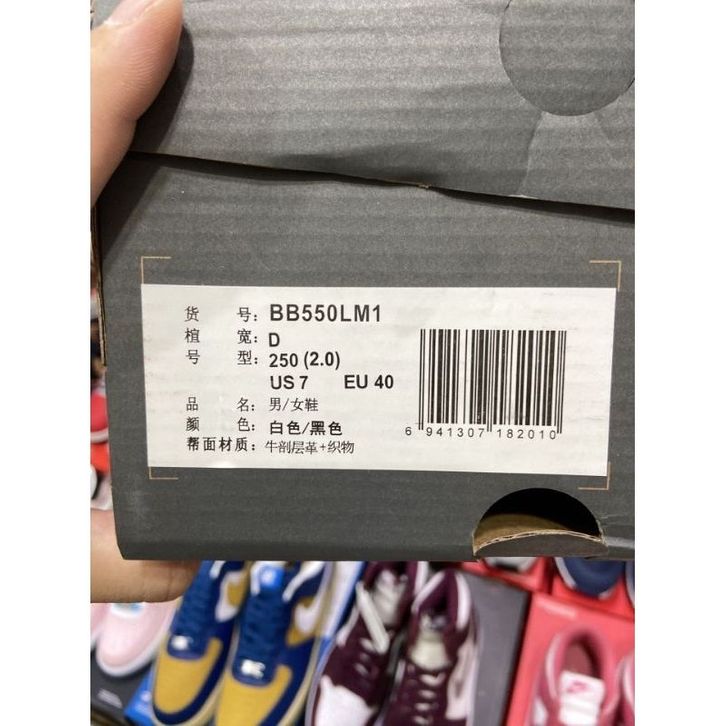 货 号: BB550LM1
楦 宽: D
号 型: 250 (2.0)
US 7 EU 40
品 名: 男/女鞋
颜 色: 白色/黑色
帮面材质: 牛剖层革+织物
6 941307 182010